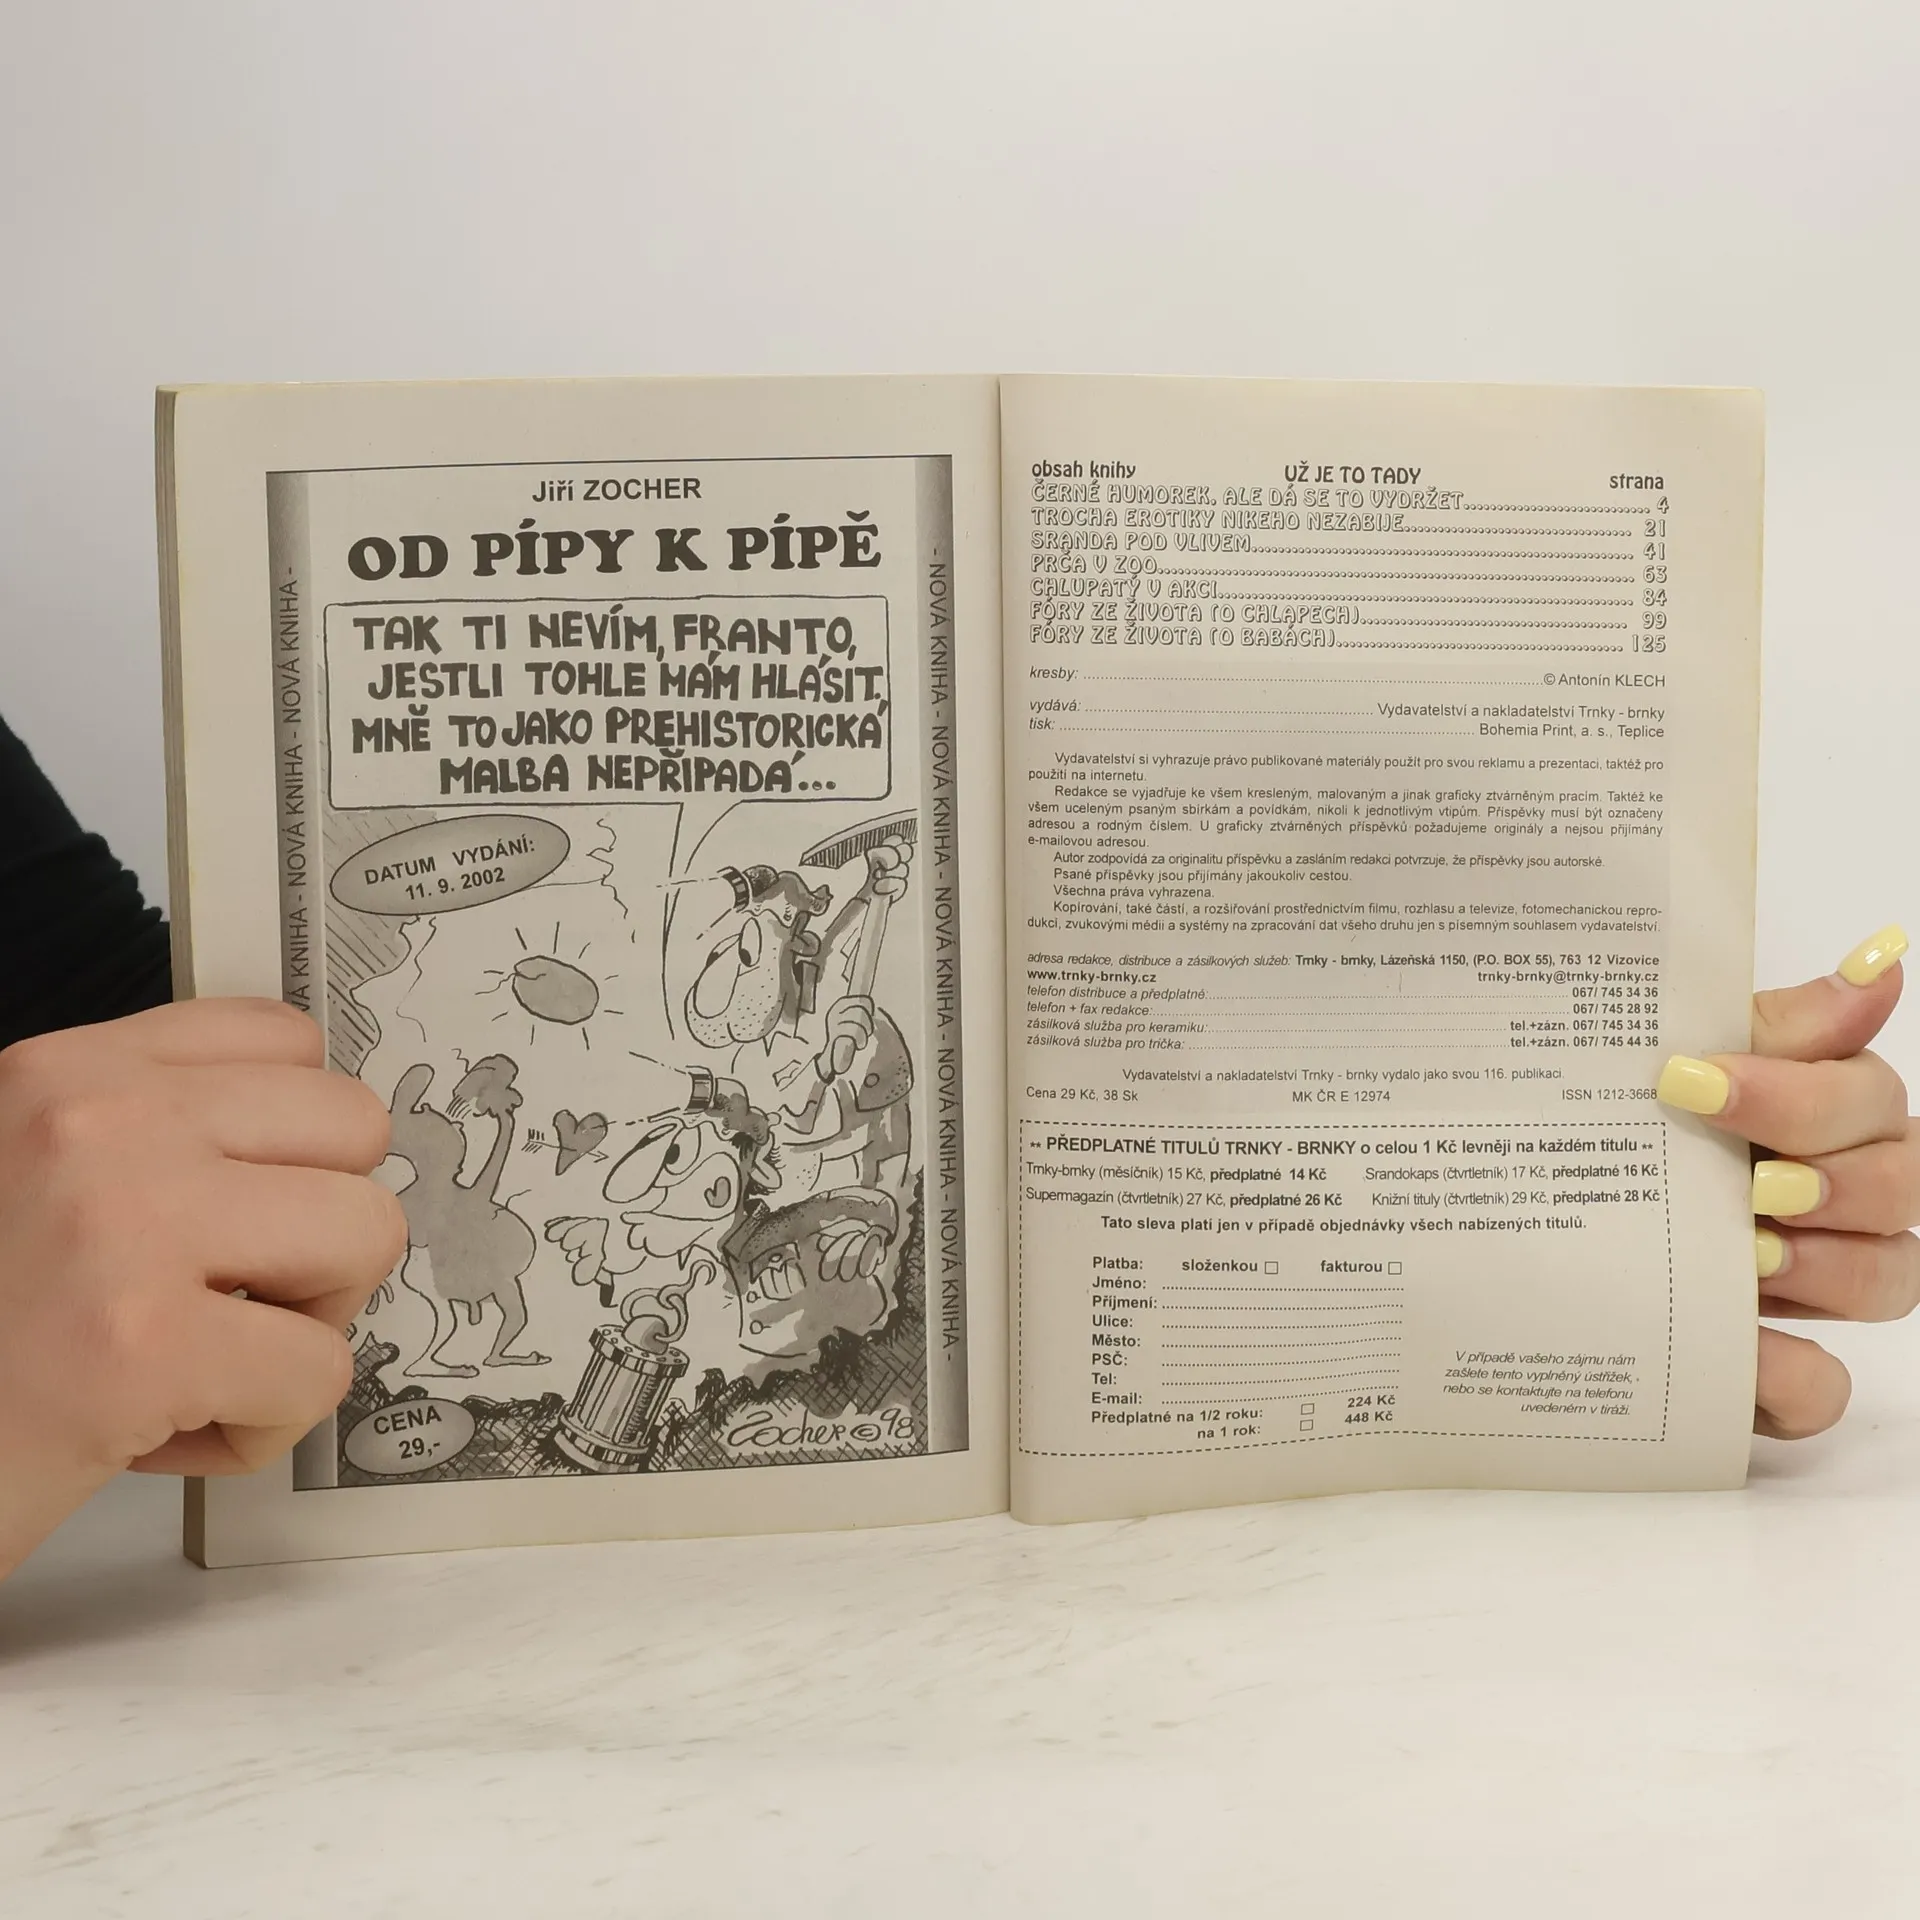 Jiří ZOCHER
OD PÍPY K PÍPĚ
TAK TI NEVÍM, FRANTO,
JESTLI TOHLE MÁM HLÁSIT.
MNĚ TO JAKO PREHISTORICKÁ
MALBA NEPŘIPADÁ...
DATUM VYDÁNÍ:
11. 9. 2002
CENA
29,-
Zocher © 98
KNIHA - NOVÁ KNIHA - NOVÁ KNIHA -
- NOVÁ KNIHA - NOVÁ KNIHA - NOVÁ KNIHA - NOVÁ KNIHA - NOVÁ KNIHA -
obsah knihy UŽ JE TO TADY strana
ČERNÉ HUMOREK, ALE DÁ SE TO VYDRŽET 4
TROCHA EROTIKY NIKEHO NEZABIJE 21
SRANDA POD VLIVEM 41
PRČA V ZOO 63
CHLUPATÝ V AKCI 84
FÓRY ZE ŽIVOTA (O CHLAPECH) 99
FÓRY ZE ŽIVOTA (O BABÁCH) 125
kresby: © Antonín KLECH
vydává: Vydavatelství a nakladatelství Trnky - brnky
tisk: Bohemia Print, a. s., Teplice
Vydavatelství si vyhrazuje právo publikované materiály použít pro svou reklamu a prezentaci, taktéž pro
použití na internetu.
Redakce se vyjadřuje ke všem kresleným, malovaným a jinak graficky ztvárněným pracím. Taktéž ke
všem uceleným psaným sbírkám a povídkám, nikoli k jednotlivým vtipům. Příspěvky musí být označeny
adresou a rodným číslem. U graficky ztvárněných příspěvků požadujeme originály a nejsou přijímány
e-mailovou adresou.
Autor zodpovídá za originalitu příspěvku a zasláním redakci potvrzuje, že příspěvky jsou autorské.
Psané příspěvky jsou přijímány jakoukoliv cestou.
Všechna práva vyhrazena.
Kopírování, také částí, a rozšiřování prostřednictvím filmu, rozhlasu a televize, fotomechanickou repro-
dukcí, zvukovými médii a systémy na zpracování dat všeho druhu jen s písemným souhlasem vydavatelství.
adresa redakce, distribuce a zásilkových služeb: Trnky - brnky, Lázeňská 1150, (P.O. BOX 55), 763 12 Vizovice
www.trnky-brnky.cz trnky-brnky@trnky-brnky.cz
telefon distribuce a předplatné: 067/ 745 34 36
telefon + fax redakce: 067/ 745 28 92
zásilková služba pro keramiku: tel.+zázn. 067/ 745 34 36
zásilková služba pro trička: tel.+zázn. 067/ 745 44 36
Vydavatelství a nakladatelství Trnky - brnky vydalo jako svou 116. publikaci.
Cena 29 Kč, 38 Sk MK ČR E 12974 ISSN 1212-3668
** PŘEDPLATNÉ TITULŮ TRNKY - BRNKY o celou 1 Kč levněji na každém titulu **
Trnky-brnky (měsíčník) 15 Kč, předplatné 14 Kč Srandokaps (čtvrtletník) 17 Kč, předplatné 16 Kč
Supermagazín (čtvrtletník) 27 Kč, předplatné 26 Kč Knižní tituly (čtvrtletník) 29 Kč, předplatné 28 Kč
Tato sleva platí jen v případě objednávky všech nabízených titulů.
Platba: složenkou fakturou
Jméno:
Příjmení:
Ulice:
Město:
PSČ:
Tel:
E-mail:
Předplatné na 1/2 roku: 224 Kč
na 1 rok: 448 Kč
V případě vašeho zájmu nám
zašlete tento vyplněný ústřižek,
nebo se kontaktujte na telefonu
uvedeném v tiráži.